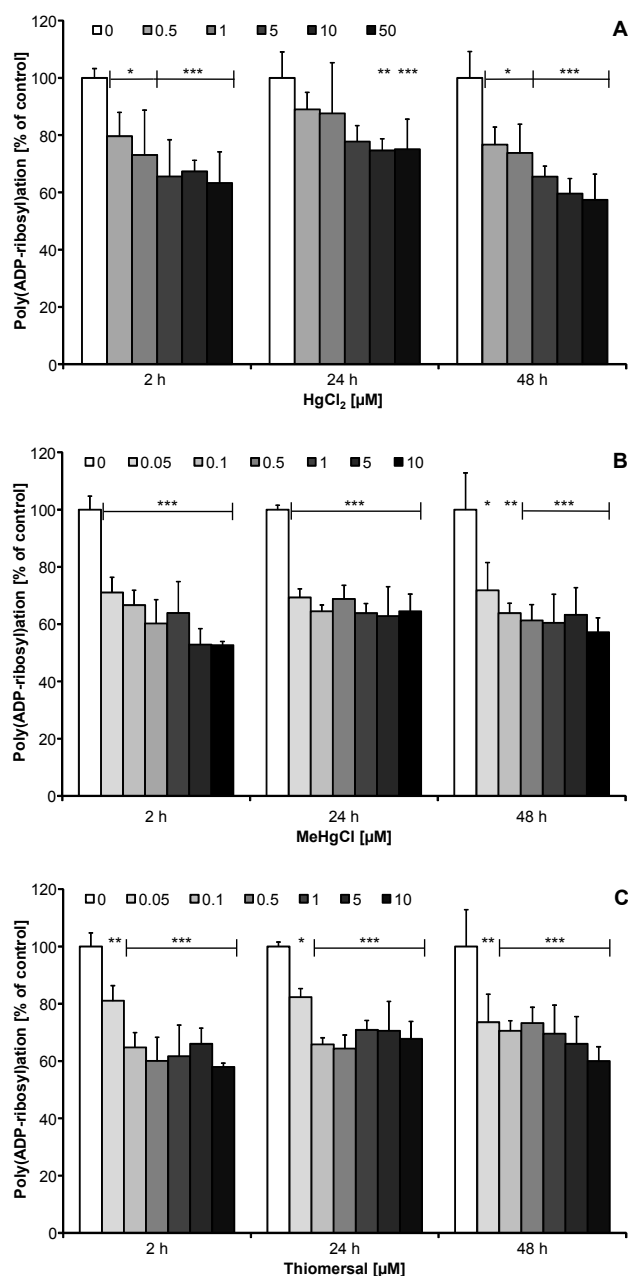 120
0 0.5 1 5 10 50
A
100
* *** ** *** * ***
80
60
40
20
0
Poly(ADP-ribosyl)ation [% of control]
2 h 24 h 48 h
HgCl₂ [µM]
120
0 0.05 0.1 0.5 1 5 10
B
100
*** *** * ** ***
80
60
40
20
0
Poly(ADP-ribosyl)ation [% of control]
2 h 24 h 48 h
MeHgCl [µM]
120
0 0.05 0.1 0.5 1 5 10
C
100
** *** * *** ** ***
80
60
40
20
0
Poly(ADP-ribosyl)ation [% of control]
2 h 24 h 48 h
Thiomersal [µM]